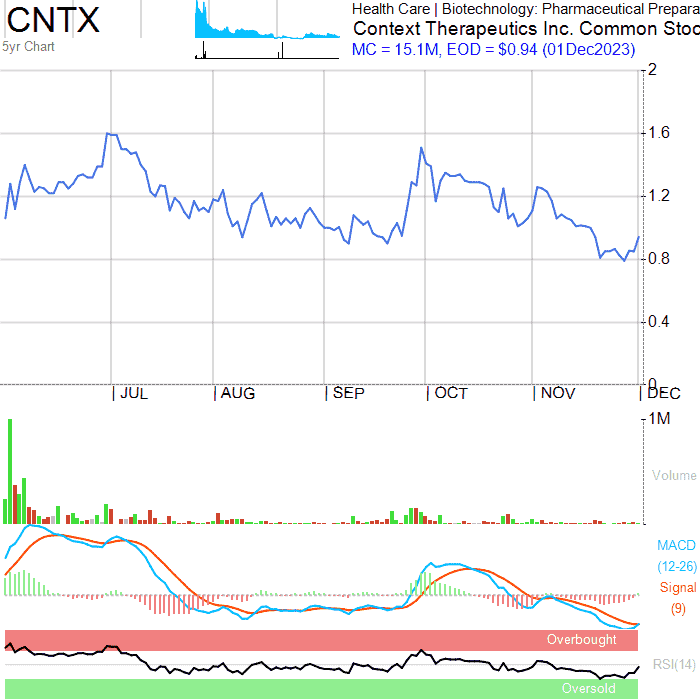 CNTX
5yr Chart
Health Care | Biotechnology: Pharmaceutical Prepara
Context Therapeutics Inc. Common Stoc
MC = 15.1M, EOD = $0.94 (01Dec2023)
2
1.6
1.2
0.8
0.4
0
| JUL | AUG | SEP | OCT | NOV | DEC
1M
Volume
MACD
(12-26)
Signal
(9)
Overbought
RSI(14)
Oversold